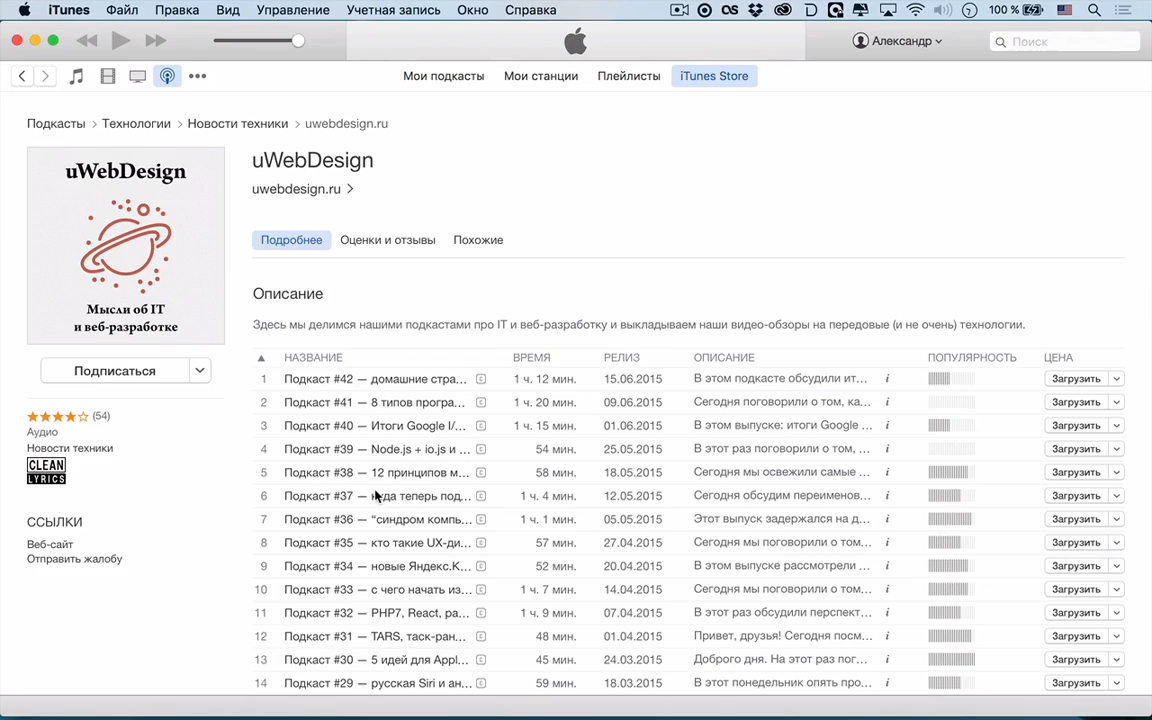 iTunes Файл Правка Вид Управление Учетная запись Окно Справка 100 %
Александр Поиск
Мои подкасты Мои станции Плейлисты iTunes Store
Подкасты > Технологии > Новости техники > uwebdesign.ru
uWebDesign
Мысли об IT
и веб-разработке
Подписаться
(54)
Аудио
Новости техники
CLEAN
LYRICS
ССЫЛКИ
Веб-сайт
Отправить жалобу
uWebDesign
uwebdesign.ru >
Подробнее Оценки и отзывы Похожие
Описание
Здесь мы делимся нашими подкастами про IT и веб-разработку и выкладываем наши видео-обзоры на передовые (и не очень) технологии.
НАЗВАНИЕ ВРЕМЯ РЕЛИЗ ОПИСАНИЕ ПОПУЛЯРНОСТЬ ЦЕНА
1 Подкаст #42 — домашние стра... 1 ч. 12 мин. 15.06.2015 В этом подкасте обсудили ит... i Загрузить
2 Подкаст #41 — 8 типов програ... 1 ч. 20 мин. 09.06.2015 Сегодня поговорили о том, ка... i Загрузить
3 Подкаст #40 — Итоги Google I/... 1 ч. 15 мин. 01.06.2015 В этом выпуске: итоги Google ... i Загрузить
4 Подкаст #39 — Node.js + io.js и ... 54 мин. 25.05.2015 В этот раз поговорили о том, ... i Загрузить
5 Подкаст #38 — 12 принципов м... 58 мин. 18.05.2015 Сегодня мы освежили самые ... i Загрузить
6 Подкаст #37 — куда теперь под... 1 ч. 4 мин. 12.05.2015 Сегодня обсудим переименов... i Загрузить
7 Подкаст #36 — “синдром компь... 1 ч. 1 мин. 05.05.2015 Этот выпуск задержался на д... i Загрузить
8 Подкаст #35 — кто такие UX-ди... 57 мин. 27.04.2015 Сегодня мы поговорили о том... i Загрузить
9 Подкаст #34 — новые Яндекс.К... 52 мин. 20.04.2015 В этом выпуске рассмотрели ... i Загрузить
10 Подкаст #33 — с чего начать из... 1 ч. 7 мин. 14.04.2015 Сегодня мы поговорили о том... i Загрузить
11 Подкаст #32 — PHP7, React, ра... 1 ч. 9 мин. 07.04.2015 В этот раз обсудили перспект... i Загрузить
12 Подкаст #31 — TARS, таск-ран... 48 мин. 01.04.2015 Привет, друзья! Сегодня посм... i Загрузить
13 Подкаст #30 — 5 идей для Appl... 45 мин. 24.03.2015 Доброго дня. На этот раз пог... i Загрузить
14 Подкаст #29 — русская Siri и ан... 59 мин. 18.03.2015 В этот понедельник опять про... i Загрузить